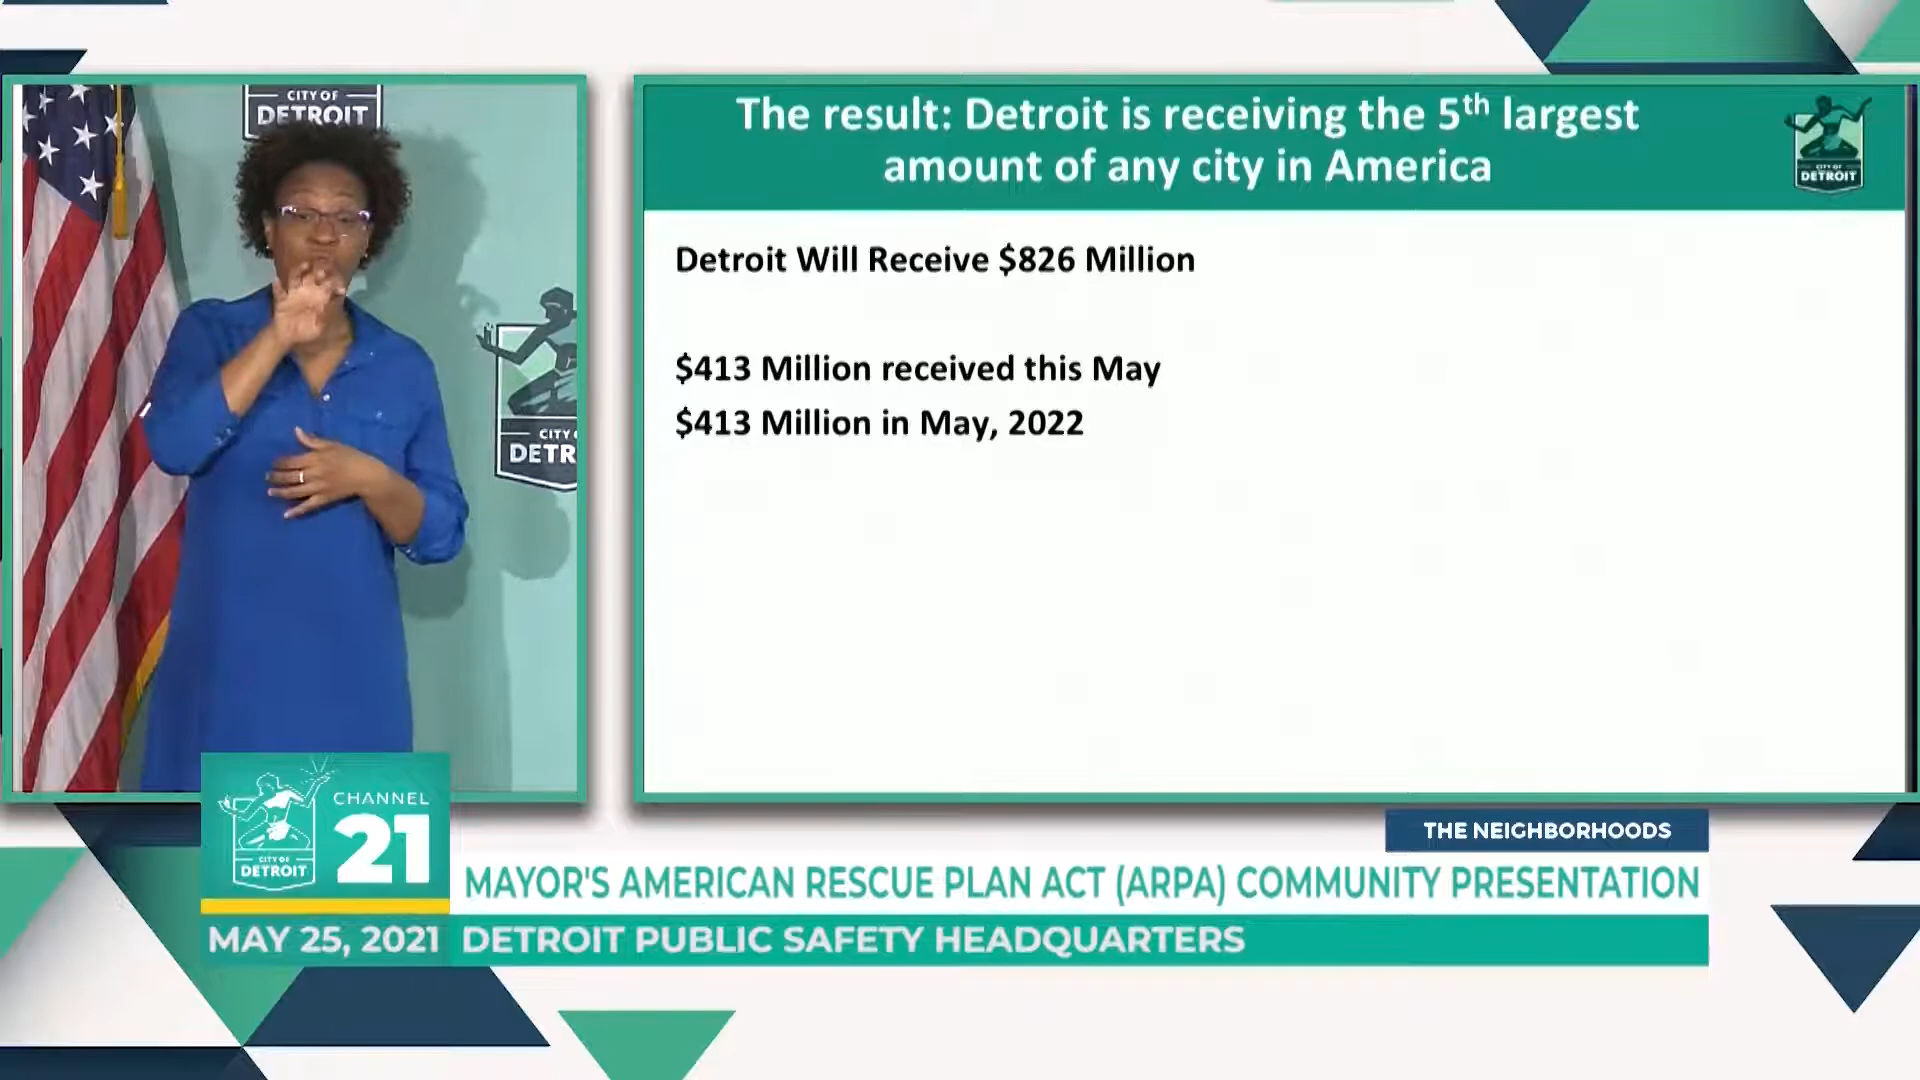 CITY OF
DETROIT
CITY
DETR
The result: Detroit is receiving the 5th largest
amount of any city in America
CITY OF
DETROIT
Detroit Will Receive $826 Million
$413 Million received this May
$413 Million in May, 2022
THE NEIGHBORHOODS
CITY OF
DETROIT
CHANNEL
21
MAYOR'S AMERICAN RESCUE PLAN ACT (ARPA) COMMUNITY PRESENTATION
MAY 25, 2021
DETROIT PUBLIC SAFETY HEADQUARTERS